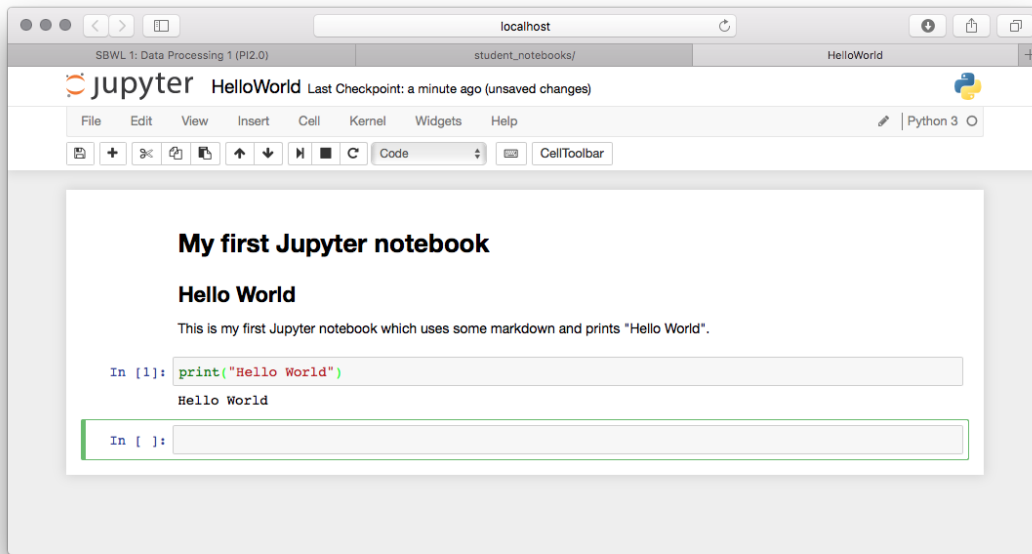 localhost
SBWL 1: Data Processing 1 (PI2.0) student_notebooks/ HelloWorld
jupyter HelloWorld Last Checkpoint: a minute ago (unsaved changes)
File Edit View Insert Cell Kernel Widgets Help Python 3
Code CellToolbar
My first Jupyter notebook
Hello World
This is my first Jupyter notebook which uses some markdown and prints "Hello World".
In [1]: print("Hello World")
Hello World
In [ ]: